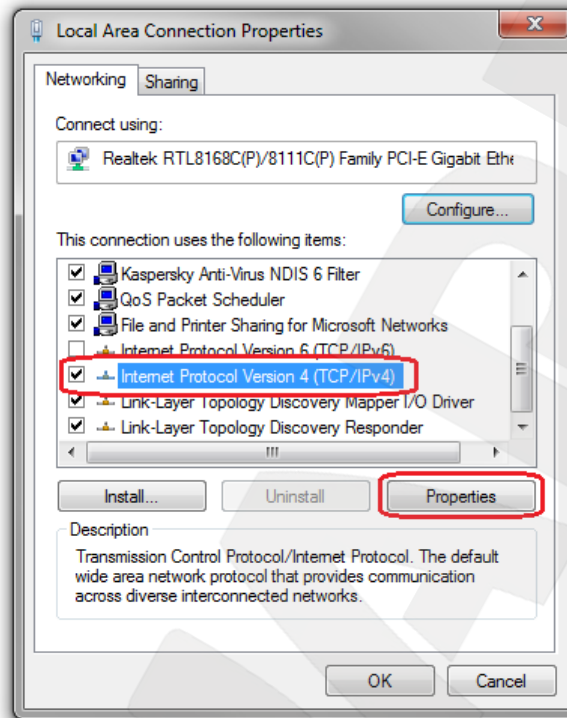 Local Area Connection Properties
Networking
Sharing
Connect using:
Realtek RTL8168C(P)/8111C(P) Family PCI-E Gigabit Ethe
Configure...
This connection uses the following items:
Kaspersky Anti-Virus NDIS 6 Filter
QoS Packet Scheduler
File and Printer Sharing for Microsoft Networks
Internet Protocol Version 6 (TCP/IPv6)
Internet Protocol Version 4 (TCP/IPv4)
Link-Layer Topology Discovery Mapper I/O Driver
Link-Layer Topology Discovery Responder
Install...
Uninstall
Properties
Description
Transmission Control Protocol/Internet Protocol. The default
wide area network protocol that provides communication
across diverse interconnected networks.
OK
Cancel